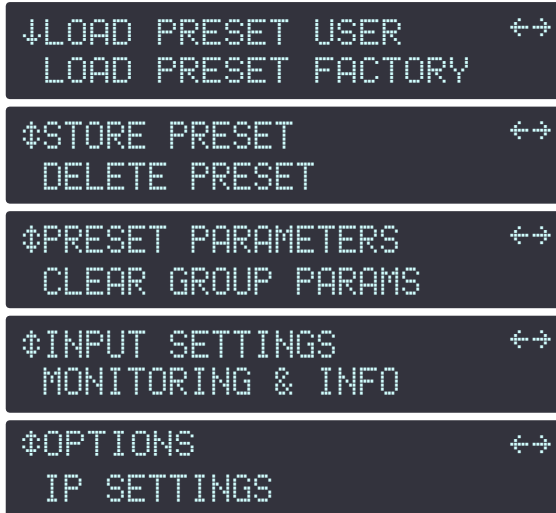 ↓LOAD PRESET USER ←→
LOAD PRESET FACTORY
↕STORE PRESET ←→
DELETE PRESET
↕PRESET PARAMETERS ←→
CLEAR GROUP PARAMS
↕INPUT SETTINGS ←→
MONITORING & INFO
↕OPTIONS ←→
IP SETTINGS